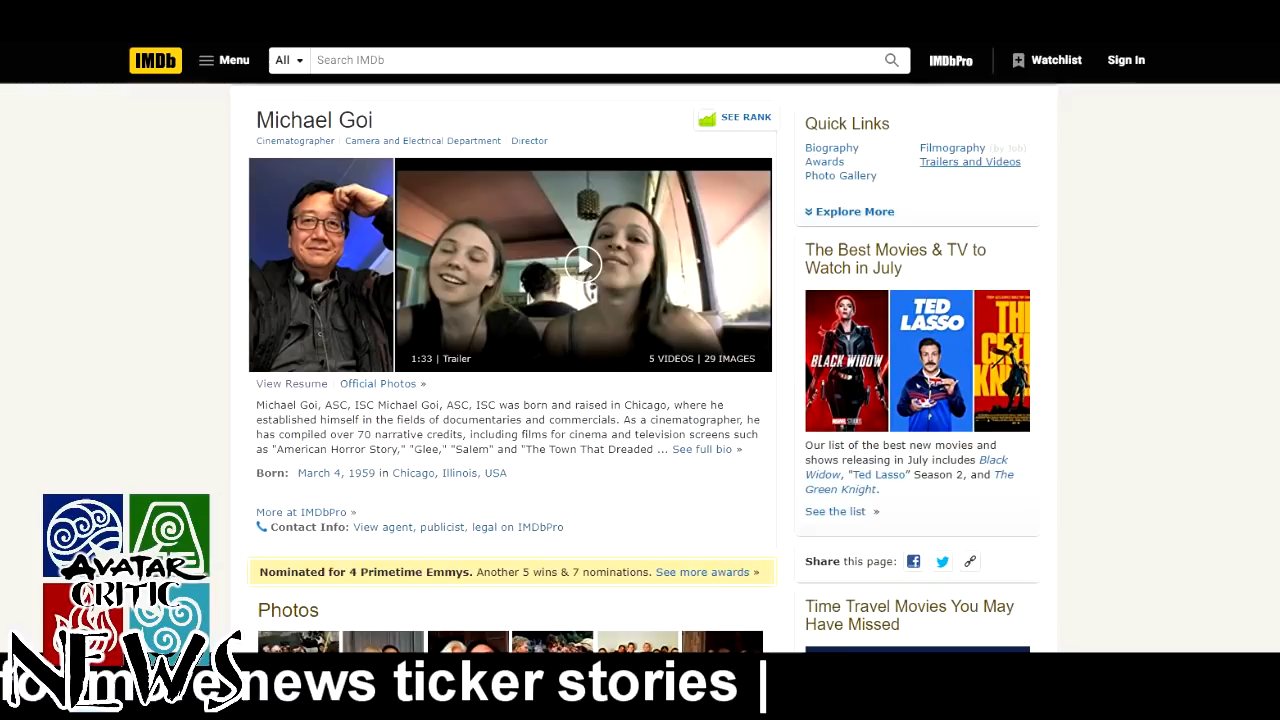 IMDb Menu All Search IMDb IMDbPro Watchlist Sign In
Michael Goi
SEE RANK
Cinematographer | Camera and Electrical Department | Director
1:33 | Trailer
5 VIDEOS | 29 IMAGES
View Resume | Official Photos »
Michael Goi, ASC, ISC Michael Goi, ASC, ISC was born and raised in Chicago, where he
established himself in the fields of documentaries and commercials. As a cinematographer, he
has compiled over 70 narrative credits, including films for cinema and television screens such
as "American Horror Story," "Glee," "Salem" and "The Town That Dreaded ... See full bio »
Born: March 4, 1959 in Chicago, Illinois, USA
More at IMDbPro »
Contact Info: View agent, publicist, legal on IMDbPro
Nominated for 4 Primetime Emmys. Another 5 wins & 7 nominations. See more awards »
Photos
Quick Links
Biography
Awards
Photo Gallery
Filmography (by Job)
Trailers and Videos
Explore More
The Best Movies & TV to
Watch in July
BLACK WIDOW
MARVEL STUDIOS
TED
LASSO
THE
GREEN
KNIGHT
Our list of the best new movies and
shows releasing in July includes Black
Widow, "Ted Lasso" Season 2, and The
Green Knight.
See the list »
Share this page:
Time Travel Movies You May
Have Missed
AVATAR
CRITIC
NEWS
for more news ticker stories |